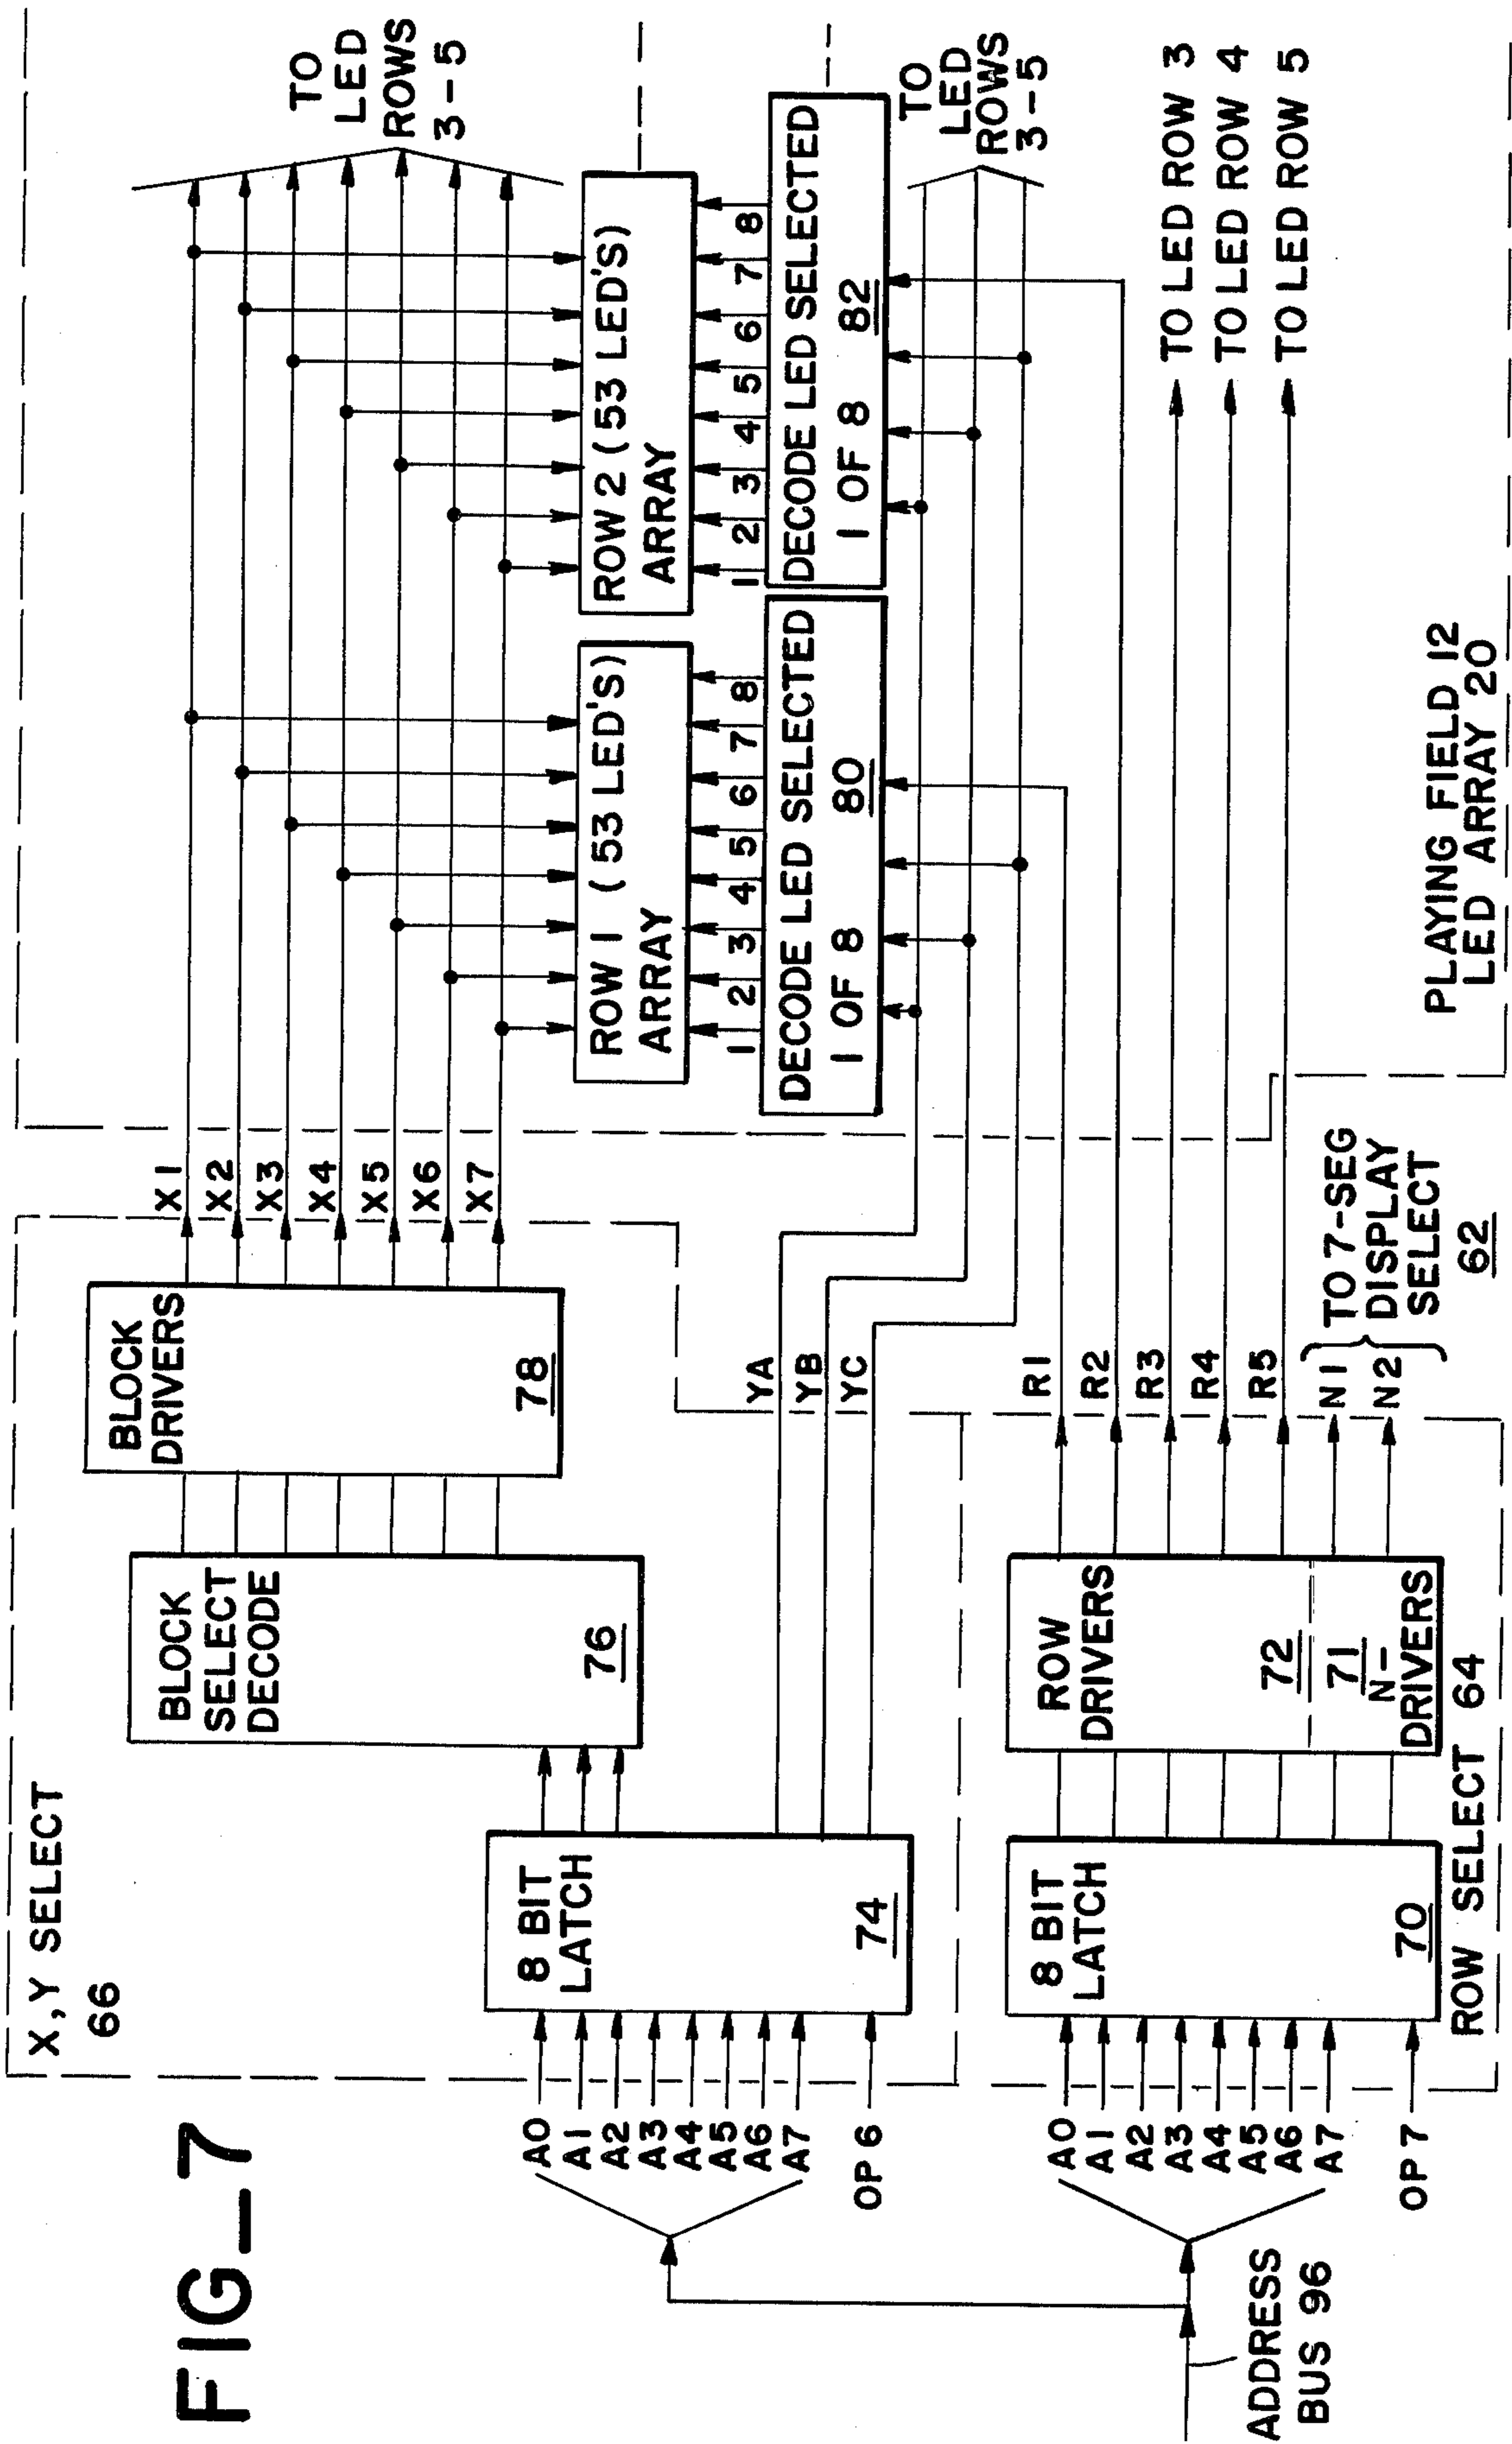 FIG_7
X,Y SELECT
66
BLOCK
DRIVERS
78
BLOCK
SELECT
DECODE
76
8 BIT
LATCH
74
A0
A1
A2
A3
A4
A5
A6
A7
OP 6
X1
X2
X3
X4
X5
X6
X7
YA
YB
YC
TO
LED
ROWS
3-5
ROW 1 (53 LED'S)
ARRAY
1 2 3 4 5 6 7 8
DECODE LED SELECTED
1 OF 8 80
ROW 2 (53 LED'S)
ARRAY
1 2 3 4 5 6 7 8
DECODE LED SELECTED
1 OF 8 82
TO
LED
ROWS
3-5
ADDRESS
BUS 96
A0
A1
A2
A3
A4
A5
A6
A7
OP 7
8 BIT
LATCH
70
ROW
DRIVERS
72
71
N-
DRIVERS
ROW SELECT 64
R1
R2
R3
R4
R5
N1
N2
TO 7-SEG
DISPLAY
SELECT
62
TO LED ROW 3
TO LED ROW 4
TO LED ROW 5
PLAYING FIELD 12
LED ARRAY 20